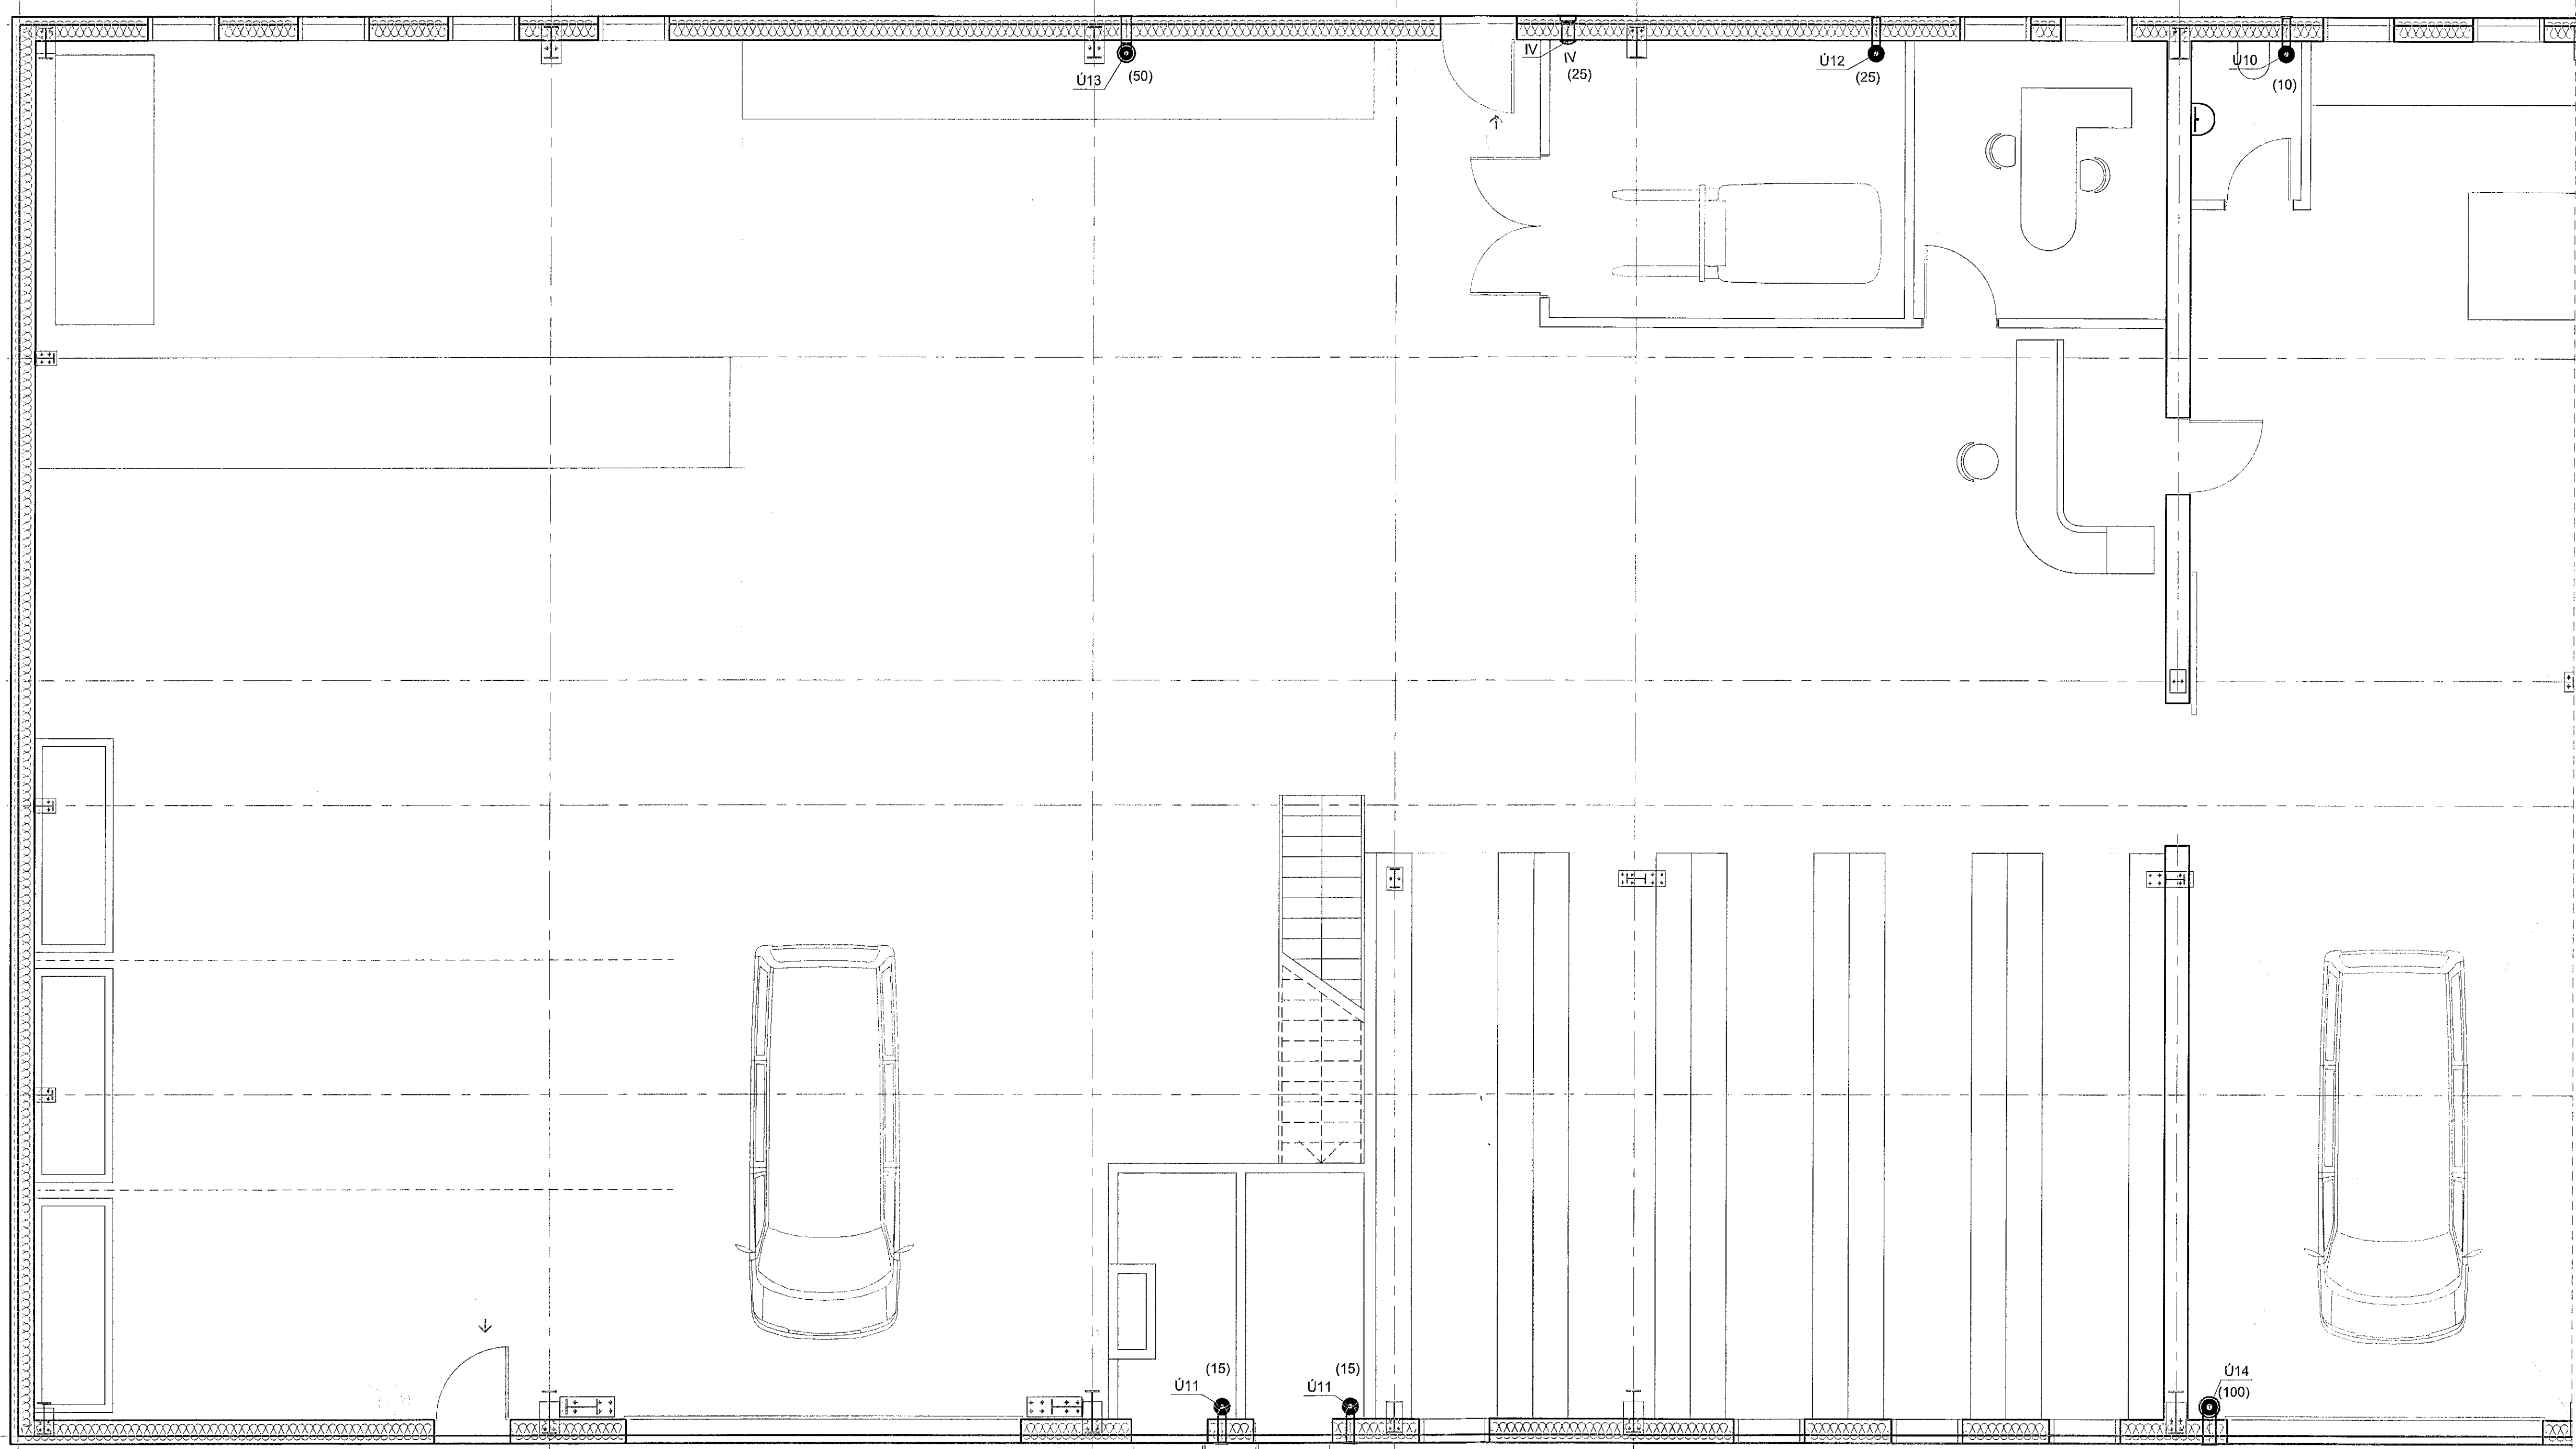 Ú13
(50)
IV
IV
(25)
Ú12
(25)
Ú10
(10)
(15)
Ú11
(15)
Ú11
Ú14
(100)